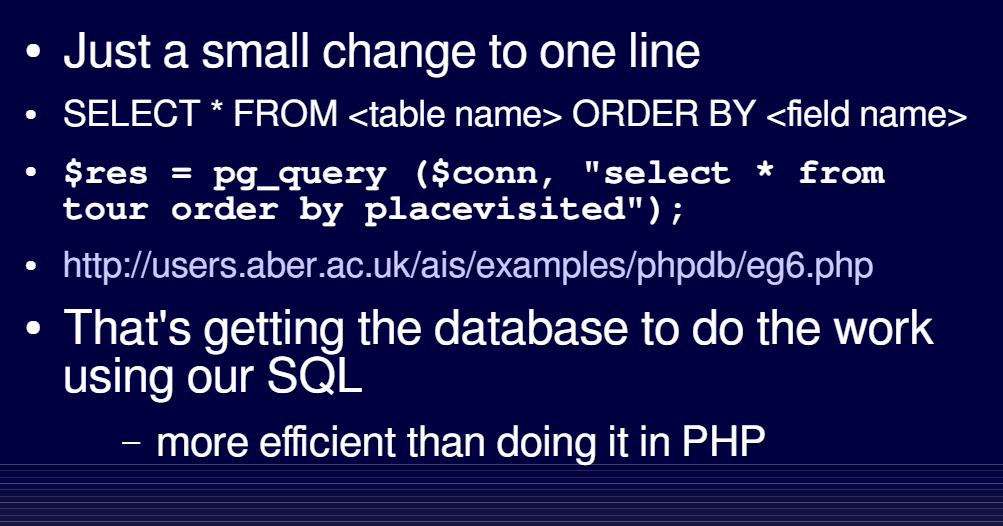 • Just a small change to one line
• SELECT * FROM <table name> ORDER BY <field name>
• $res = pg_query ($conn, "select * from
tour order by placevisited");
• http://users.aber.ac.uk/ais/examples/phpdb/eg6.php
• That's getting the database to do the work
using our SQL
– more efficient than doing it in PHP